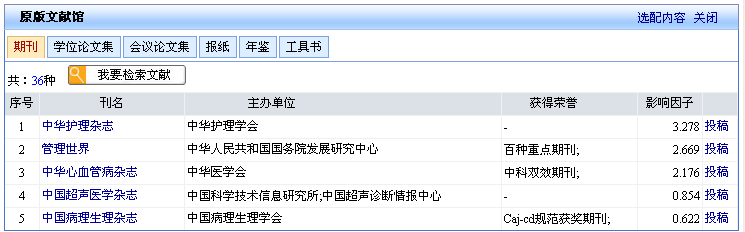 原版文献馆 选配内容 关闭
期刊 学位论文集 会议论文集 报纸 年鉴 工具书
共：36种 我要检索文献
序号 刊名 主办单位 获得荣誉 影响因子
1 中华护理杂志 中华护理学会 - 3.278 投稿
2 管理世界 中华人民共和国国务院发展研究中心 百种重点期刊; 2.669 投稿
3 中华心血管病杂志 中华医学会 中科双效期刊; 2.176 投稿
4 中国超声医学杂志 中国科学技术信息研究所;中国超声诊断情报中心 - 0.854 投稿
5 中国病理生理杂志 中国病理生理学会 Caj-cd规范获奖期刊; 0.622 投稿